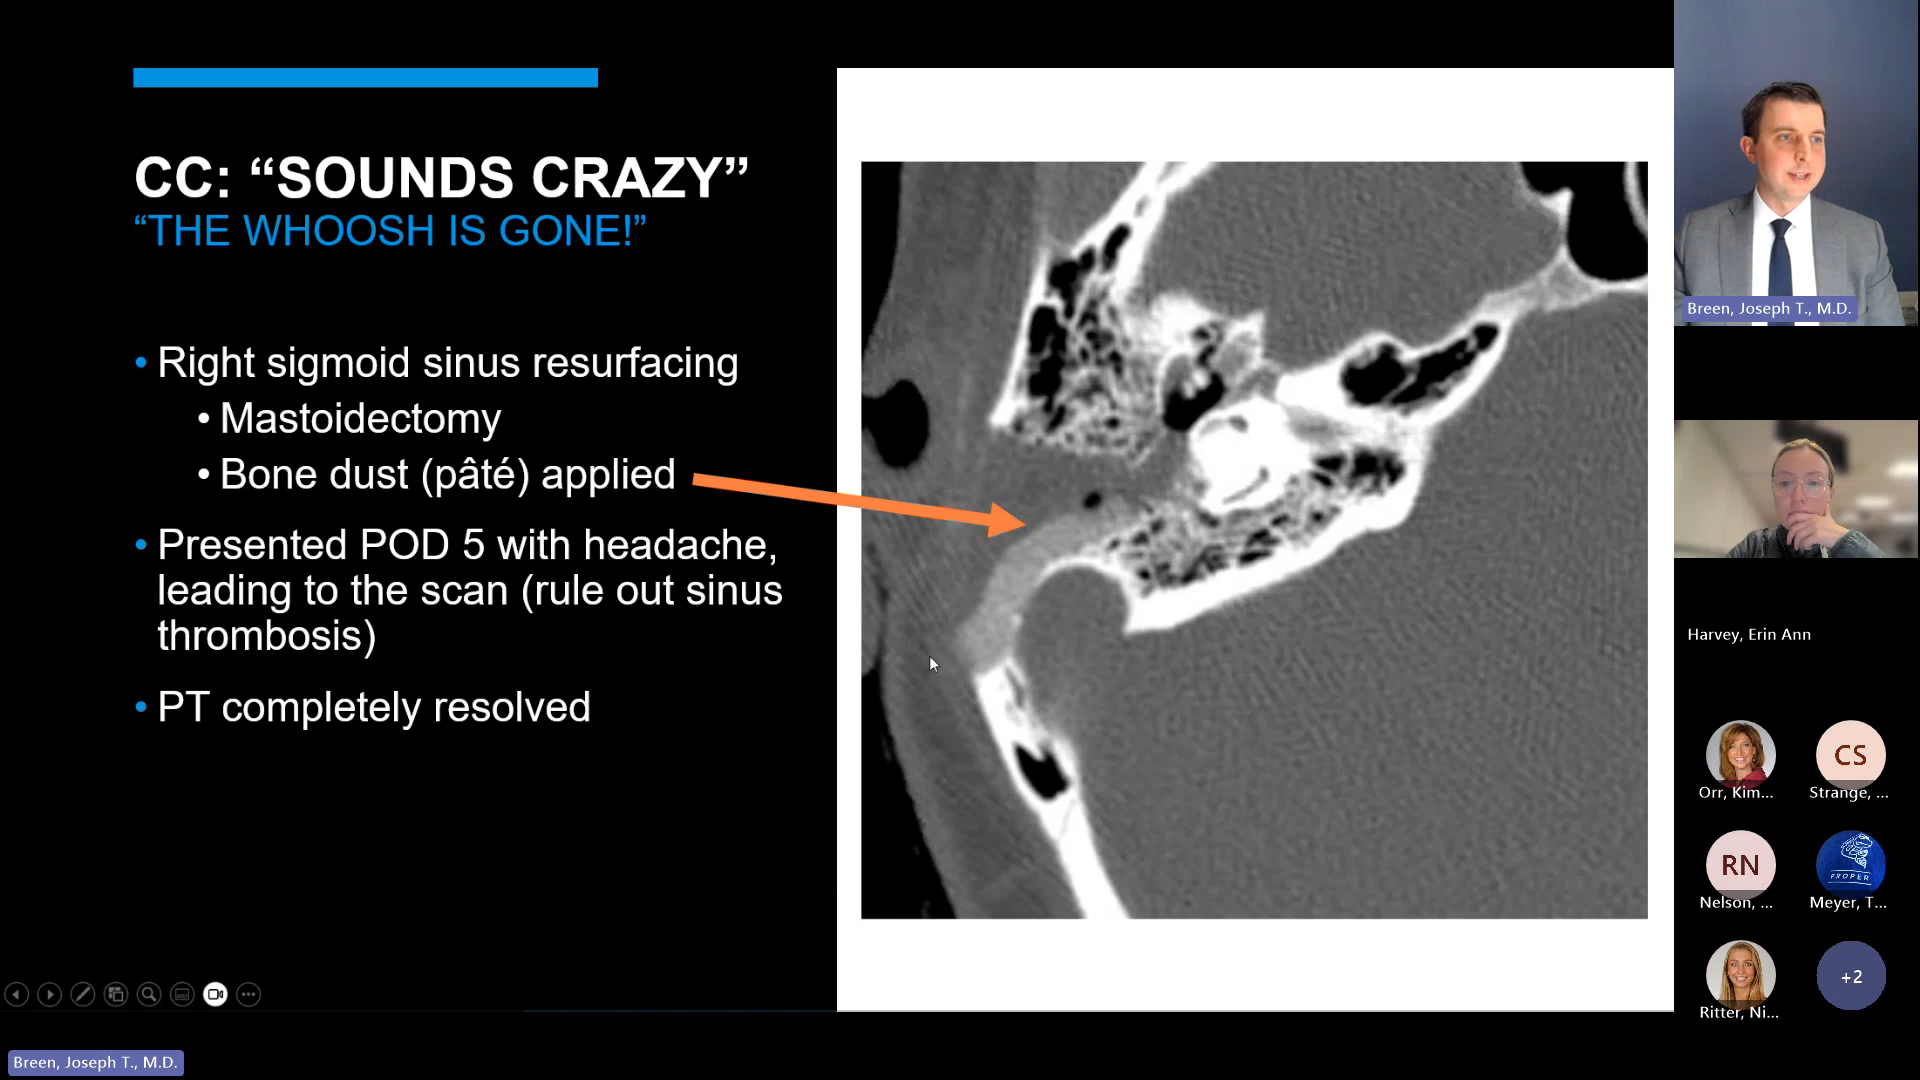 CC: “SOUNDS CRAZY”
“THE WHOOSH IS GONE!”
• Right sigmoid sinus resurfacing
• Mastoidectomy
• Bone dust (pâté) applied
• Presented POD 5 with headache,
leading to the scan (rule out sinus
thrombosis)
• PT completely resolved
Breen, Joseph T., M.D.
Harvey, Erin Ann
Orr, Kim...
CS
Strange, ...
RN
Nelson, ...
PROPER
Meyer, T...
Ritter, Ni...
+2
Breen, Joseph T., M.D.